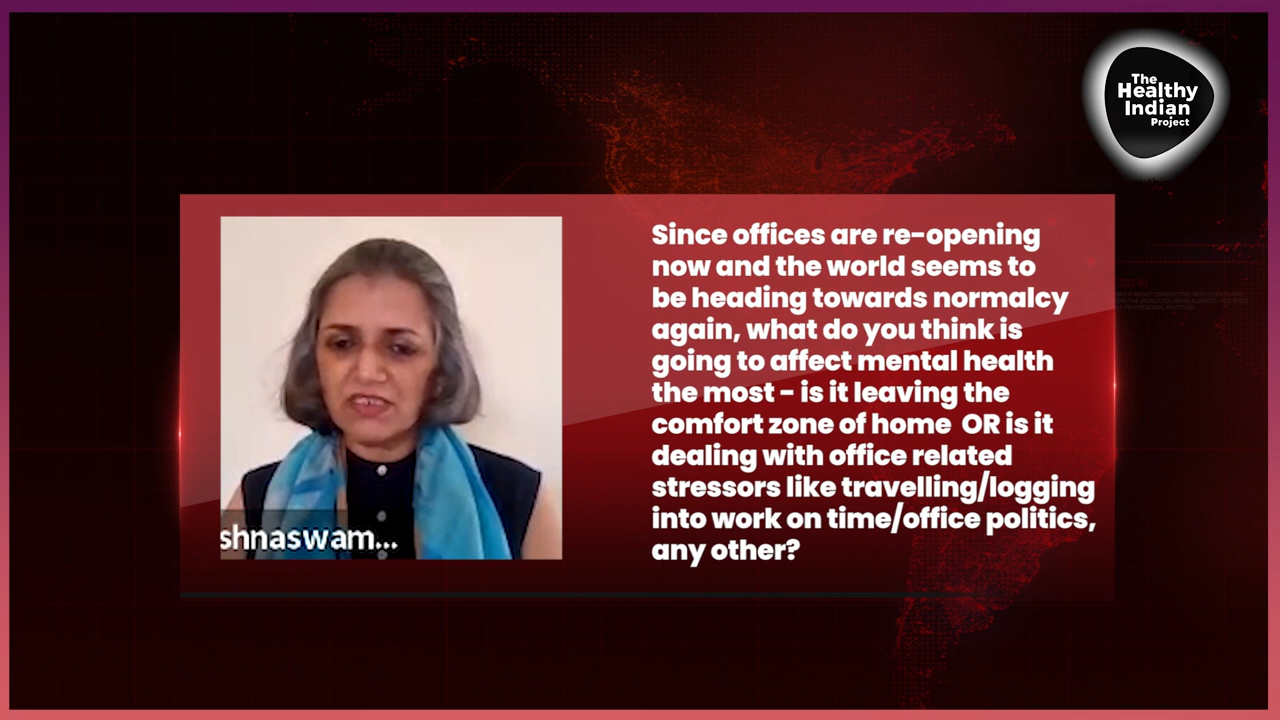 The
Healthy
Indian
Project
Since offices are re-opening
now and the world seems to
be heading towards normalcy
again, what do you think is
going to affect mental health
the most - is it leaving the
comfort zone of home OR is it
dealing with office related
stressors like travelling/logging
into work on time/office politics,
any other?
shnaswam...